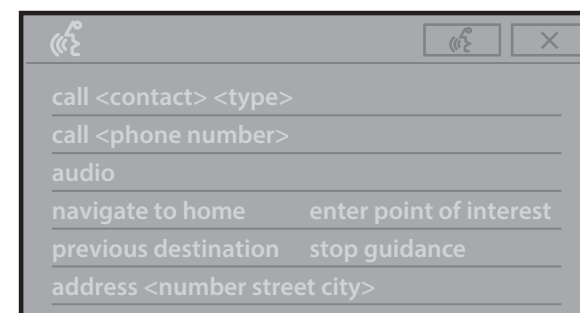 call <contact> <type>
call <phone number>
audio
navigate to home enter point of interest
previous destination stop guidance
address <number street city>